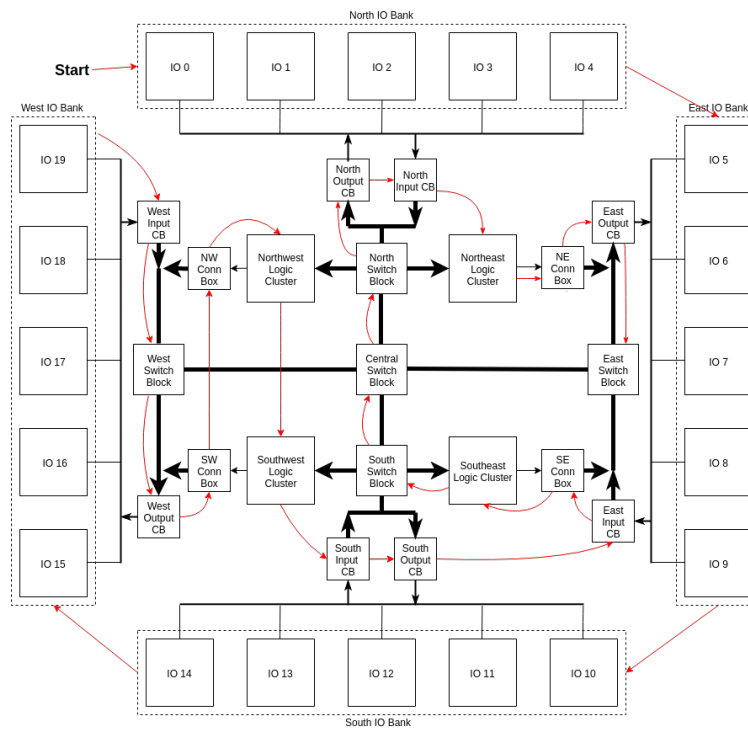 North IO Bank
Start
IO 0
IO 1
IO 2
IO 3
IO 4
West IO Bank
East IO Bank
IO 19
IO 5
North
Output
CB
North
Input CB
West
Input
CB
East
Output
CB
IO 18
NW
Conn
Box
Northwest
Logic
Cluster
North
Switch
Block
Northeast
Logic
Cluster
NE
Conn
Box
IO 6
IO 17
West
Switch
Block
Central
Switch
Block
East
Switch
Block
IO 7
IO 16
SW
Conn
Box
Southwest
Logic
Cluster
South
Switch
Block
Southeast
Logic Cluster
SE
Conn
Box
IO 8
West
Output
CB
East
Input
CB
IO 15
South
Input
CB
South
Output
CB
IO 9
IO 14
IO 13
IO 12
IO 11
IO 10
South IO Bank